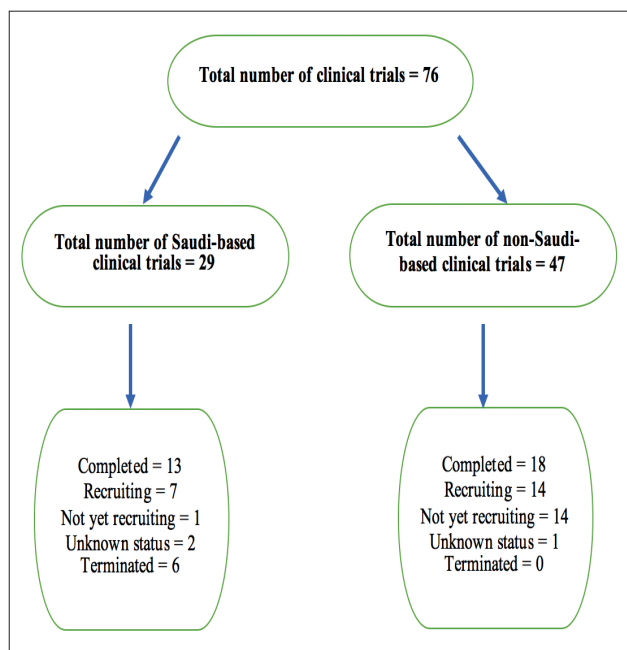 Total number of clinical trials = 76
Total number of Saudi-based
clinical trials = 29
Total number of non-Saudi-
based clinical trials = 47
Completed = 13
Recruiting = 7
Not yet recruiting = 1
Unknown status = 2
Terminated = 6
Completed = 18
Recruiting = 14
Not yet recruiting = 14
Unknown status = 1
Terminated = 0